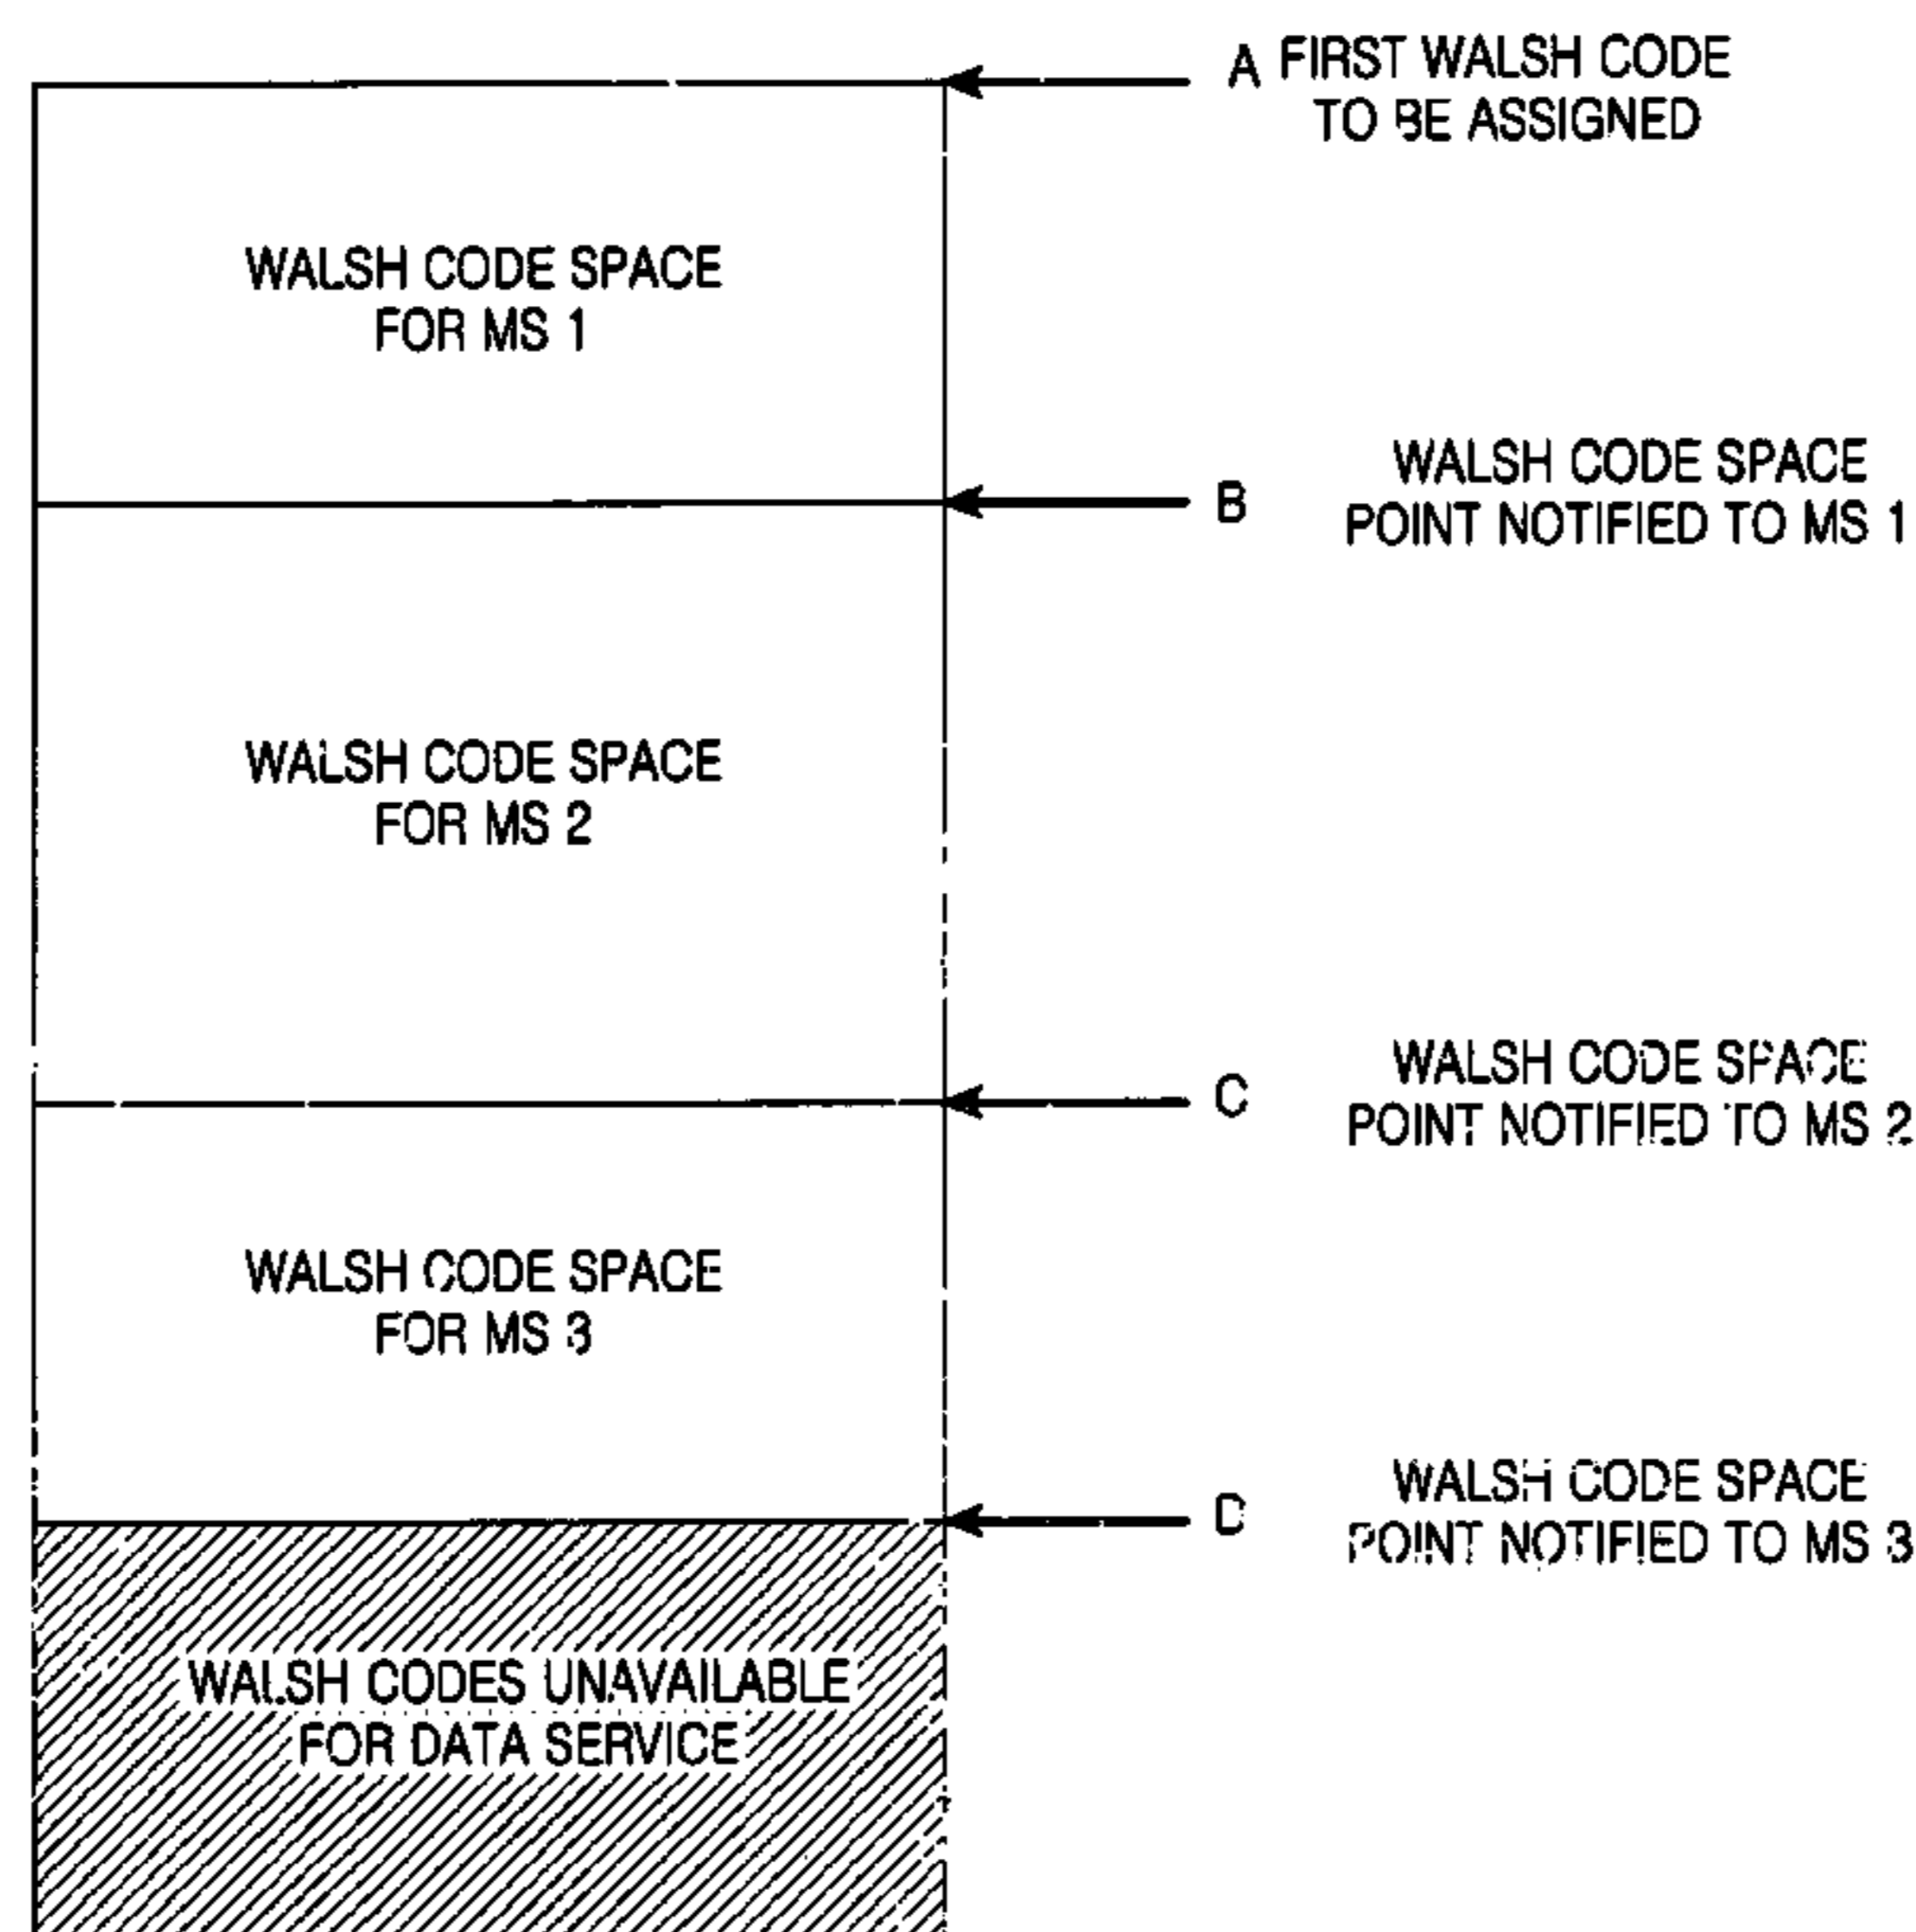 A FIRST WALSH CODE
TO BE ASSIGNED
WALSH CODE SPACE
FOR MS 1
B
WALSH CODE SPACE
POINT NOTIFIED TO MS 1
WALSH CODE SPACE
FOR MS 2
C
WALSH CODE SPACE
POINT NOTIFIED TO MS 2
WALSH CODE SPACE
FOR MS 3
D
WALSH CODE SPACE
POINT NOTIFIED TO MS 3
WALSH CODES UNAVAILABLE
FOR DATA SERVICE